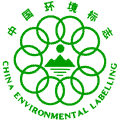 中国环境标志
CHINA ENVIRONMENTAL LABELLING